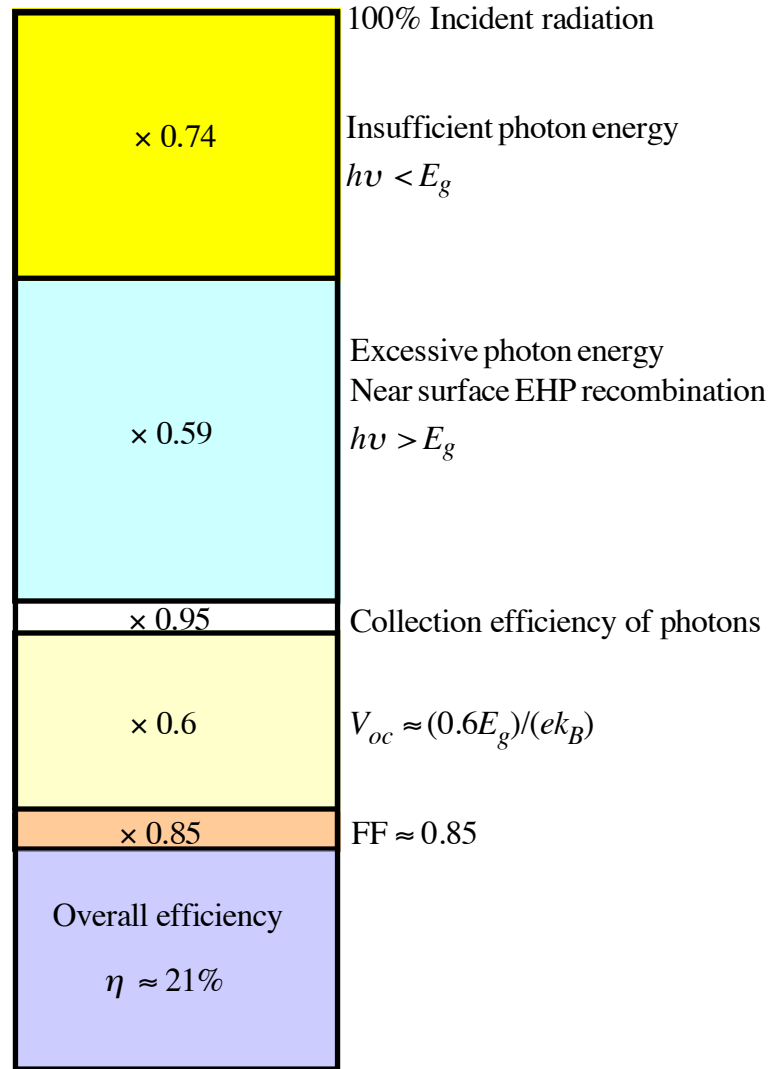 100% Incident radiation
× 0.74
Insufficient photon energy
hυ < E_g
Excessive photon energy
Near surface EHP recombination
× 0.59
hυ > E_g
× 0.95
Collection efficiency of photons
× 0.6
V_oc ≈ (0.6E_g)/(ek_B)
× 0.85
FF ≈ 0.85
Overall efficiency
η ≈ 21%